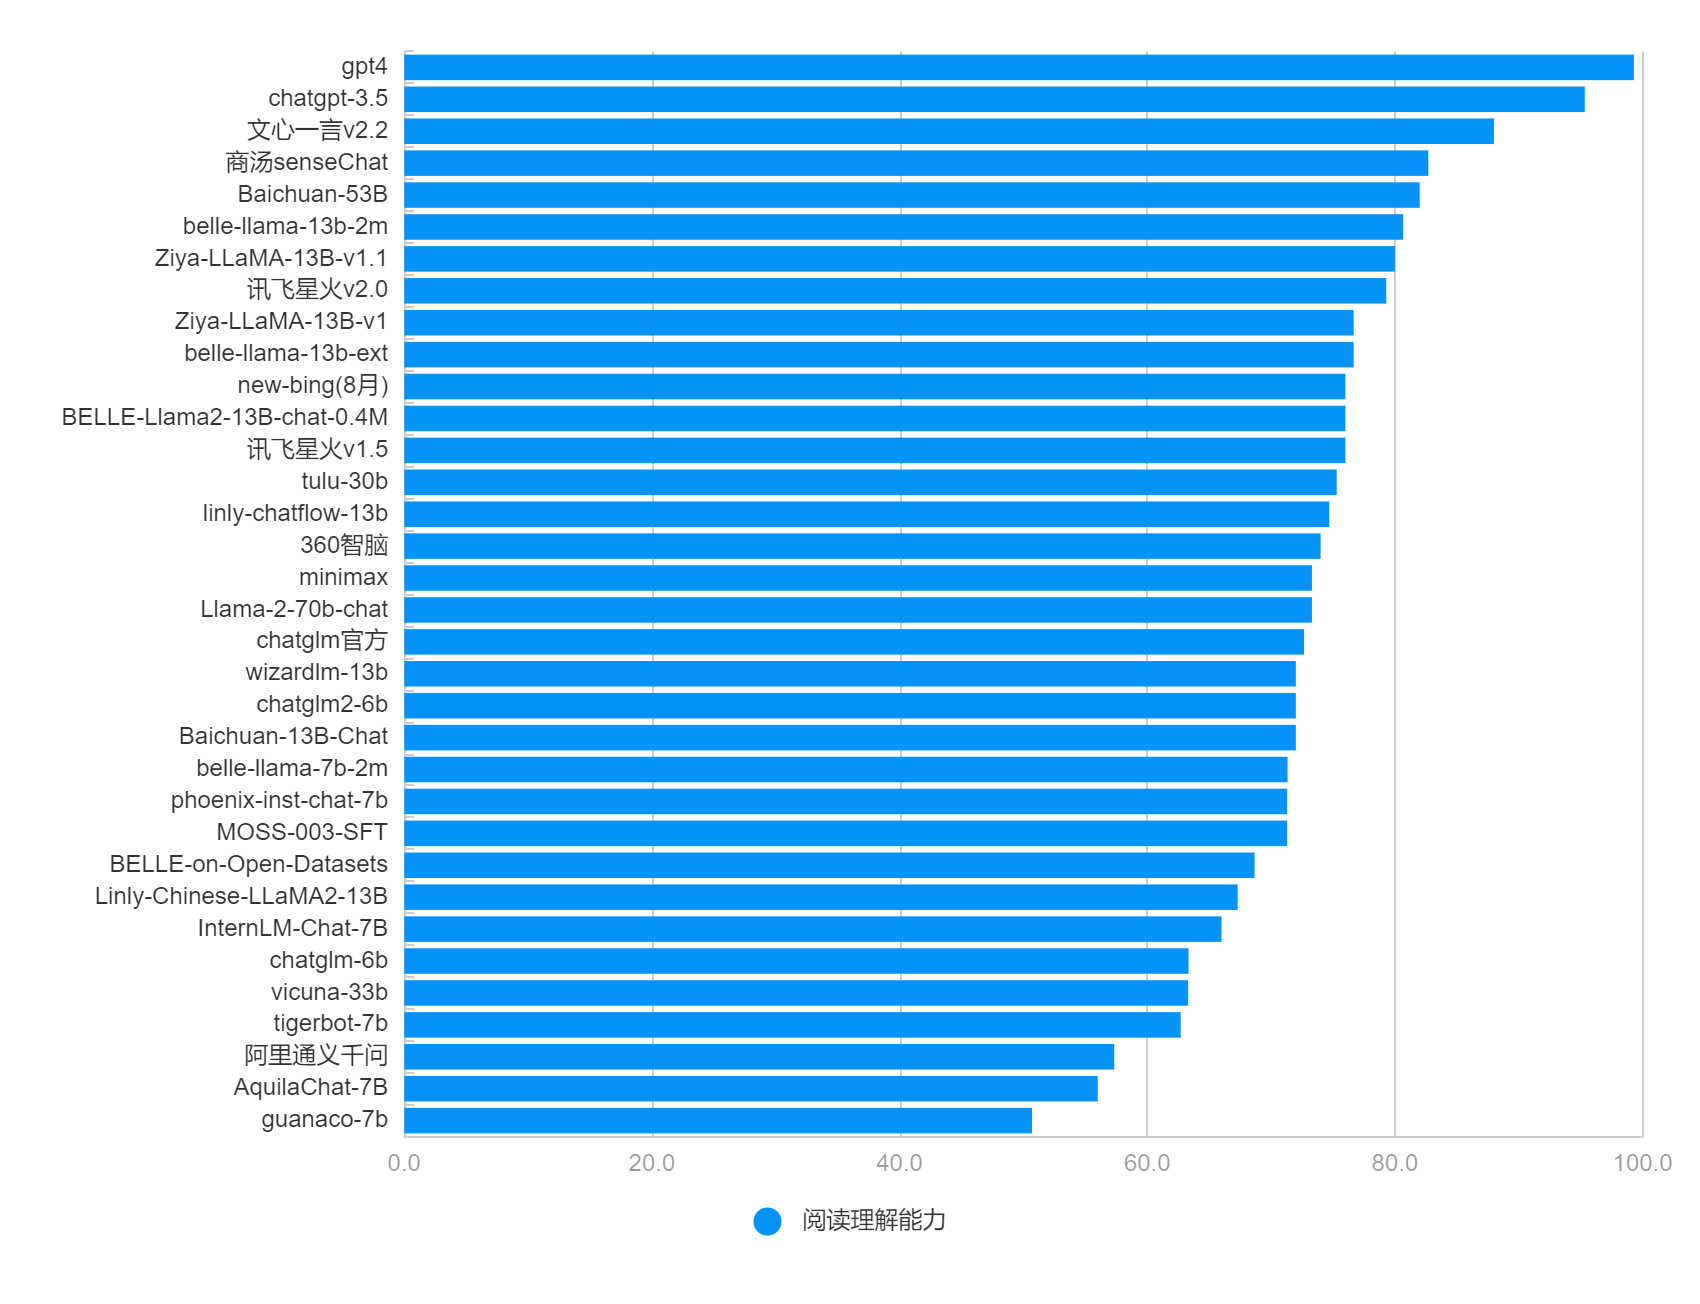 gpt4
chatgpt-3.5
文心一言v2.2
商汤senseChat
Baichuan-53B
belle-llama-13b-2m
Ziya-LLaMA-13B-v1.1
讯飞星火v2.0
Ziya-LLaMA-13B-v1
belle-llama-13b-ext
new-bing(8月)
BELLE-Llama2-13B-chat-0.4M
讯飞星火v1.5
tulu-30b
linly-chatflow-13b
360智脑
minimax
Llama-2-70b-chat
chatglm官方
wizardlm-13b
chatglm2-6b
Baichuan-13B-Chat
belle-llama-7b-2m
phoenix-inst-chat-7b
MOSS-003-SFT
BELLE-on-Open-Datasets
Linly-Chinese-LLaMA2-13B
InternLM-Chat-7B
chatglm-6b
vicuna-33b
tigerbot-7b
阿里通义千问
AquilaChat-7B
guanaco-7b
0.0 20.0 40.0 60.0 80.0 100.0
阅读理解能力